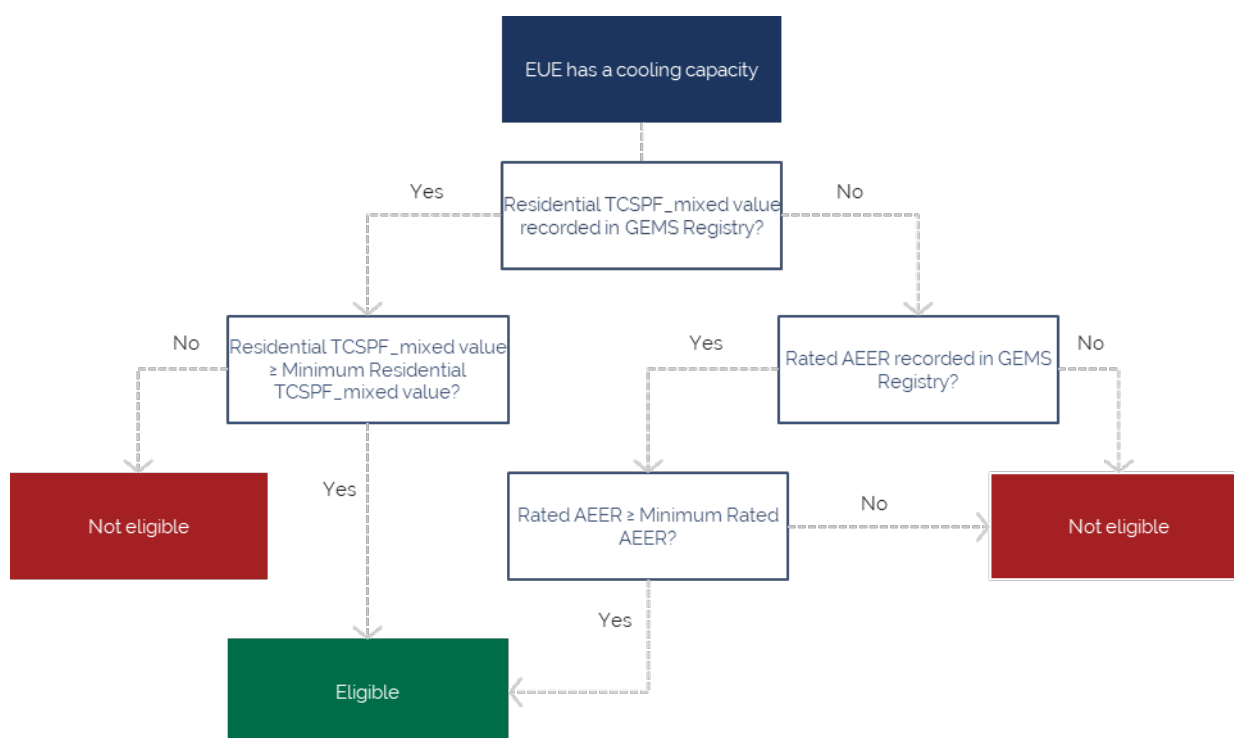 EUE has a cooling capacity
Yes
No
Residential TCSPF_mixed value
recorded in GEMS Registry?
No
Residential TCSPF_mixed value
≥ Minimum Residential
TCSPF_mixed value?
Yes
Rated AEER recorded in GEMS
Registry?
No
Not eligible
Yes
Rated AEER ≥ Minimum Rated
AEER?
No
Not eligible
Yes
Eligible